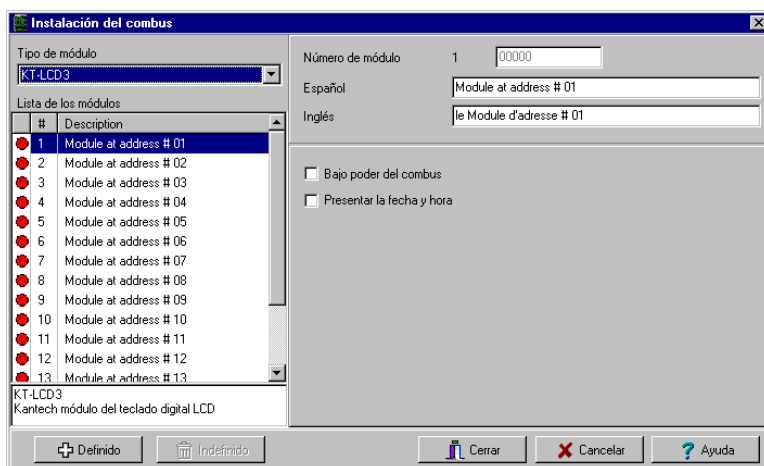 Instalación del combus
Tipo de módulo
KT-LCD3
Lista de los módulos
# Description
1 Module at address # 01
2 Module at address # 02
3 Module at address # 03
4 Module at address # 04
5 Module at address # 05
6 Module at address # 06
7 Module at address # 07
8 Module at address # 08
9 Module at address # 09
10 Module at address # 10
11 Module at address # 11
12 Module at address # 12
13 Module at address # 13
KT-LCD3
Kantech módulo del teclado digital LCD
Número de módulo 1 00000
Español Module at address # 01
Inglés le Module d'adresse # 01
Bajo poder del combus
Presentar la fecha y hora
Definido Indefinido Cerrar Cancelar Ayuda